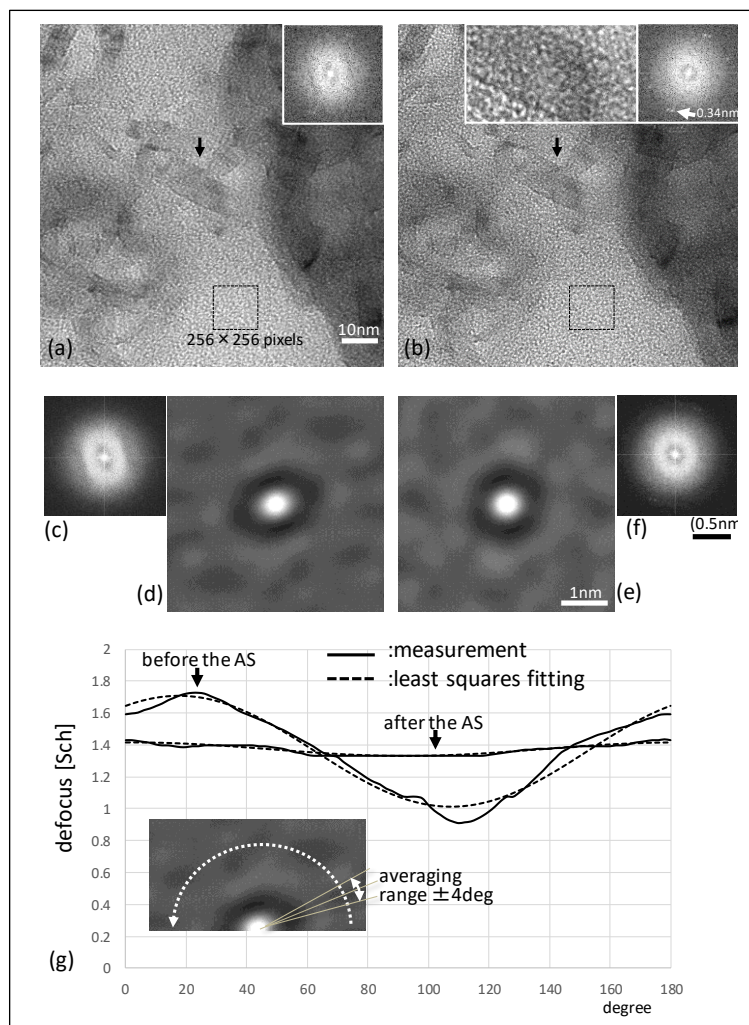 0.34nm
(a)
256 × 256 pixels
10nm
(b)
(c)
(d)
1nm
(e)
(f)
(0.5nm
before the AS
:measurement
:least squares fitting
after the AS
defocus [Sch]
2
1.8
1.6
1.4
1.2
1
0.8
0.6
0.4
0.2
0
averaging
range ±4deg
(g)
0 20 40 60 80 100 120 140 160 180
degree